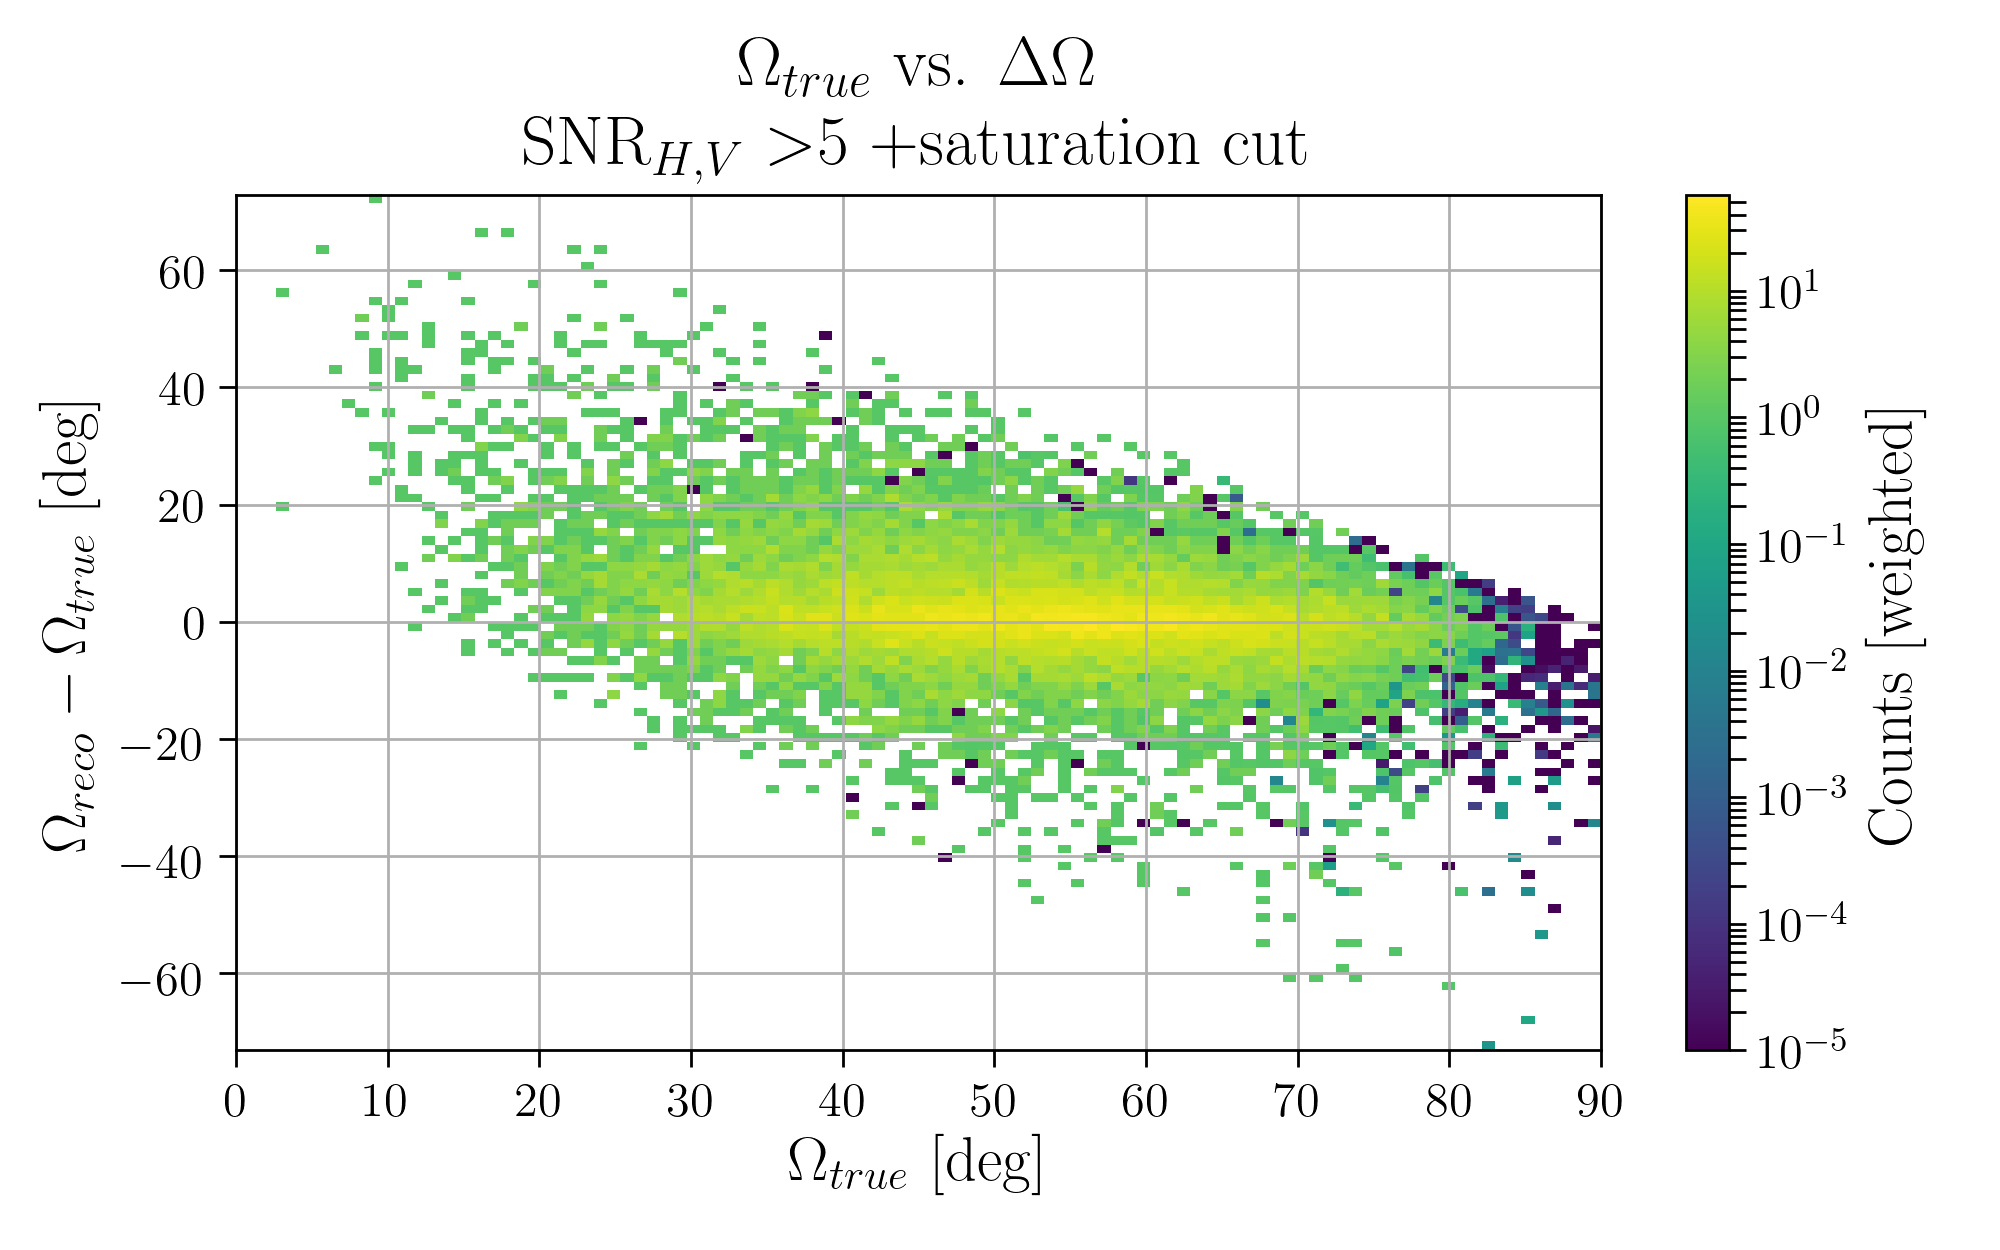 Ω_true vs. ΔΩ
SNR_H,V >5 +saturation cut
Ω_reco − Ω_true [deg]
60
40
20
0
−20
−40
−60
0 10 20 30 40 50 60 70 80 90
Ω_true [deg]
10^1
10^0
10^−1
10^−2
10^−3
10^−4
10^−5
Counts [weighted]